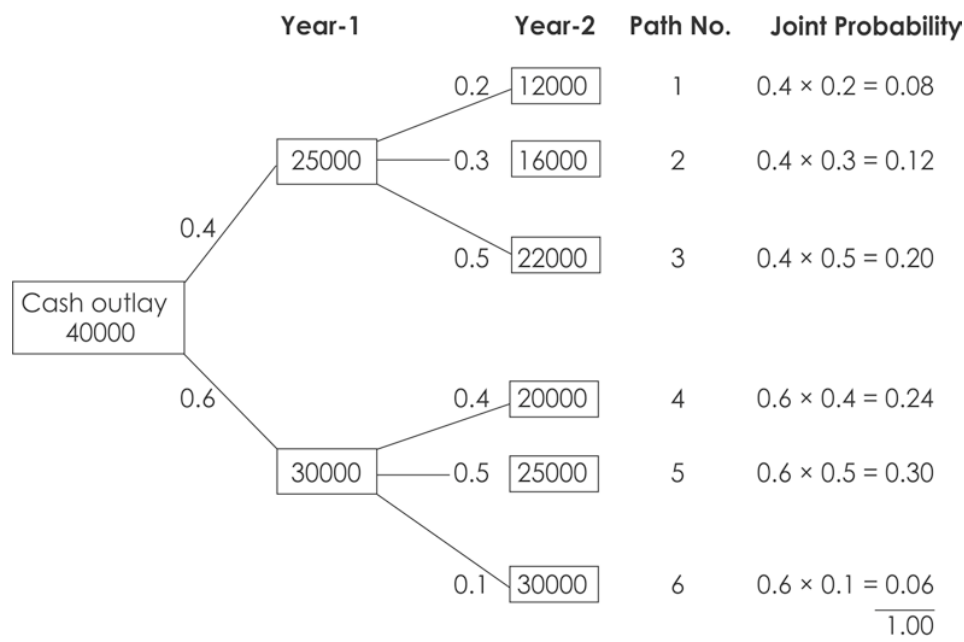 Year-1 Year-2 Path No. Joint Probability
0.2 12000 1 0.4 × 0.2 = 0.08
25000 0.3 16000 2 0.4 × 0.3 = 0.12
0.4
0.5 22000 3 0.4 × 0.5 = 0.20
Cash outlay
40000
0.6
0.4 20000 4 0.6 × 0.4 = 0.24
30000 0.5 25000 5 0.6 × 0.5 = 0.30
0.1 30000 6 0.6 × 0.1 = 0.06
1.00